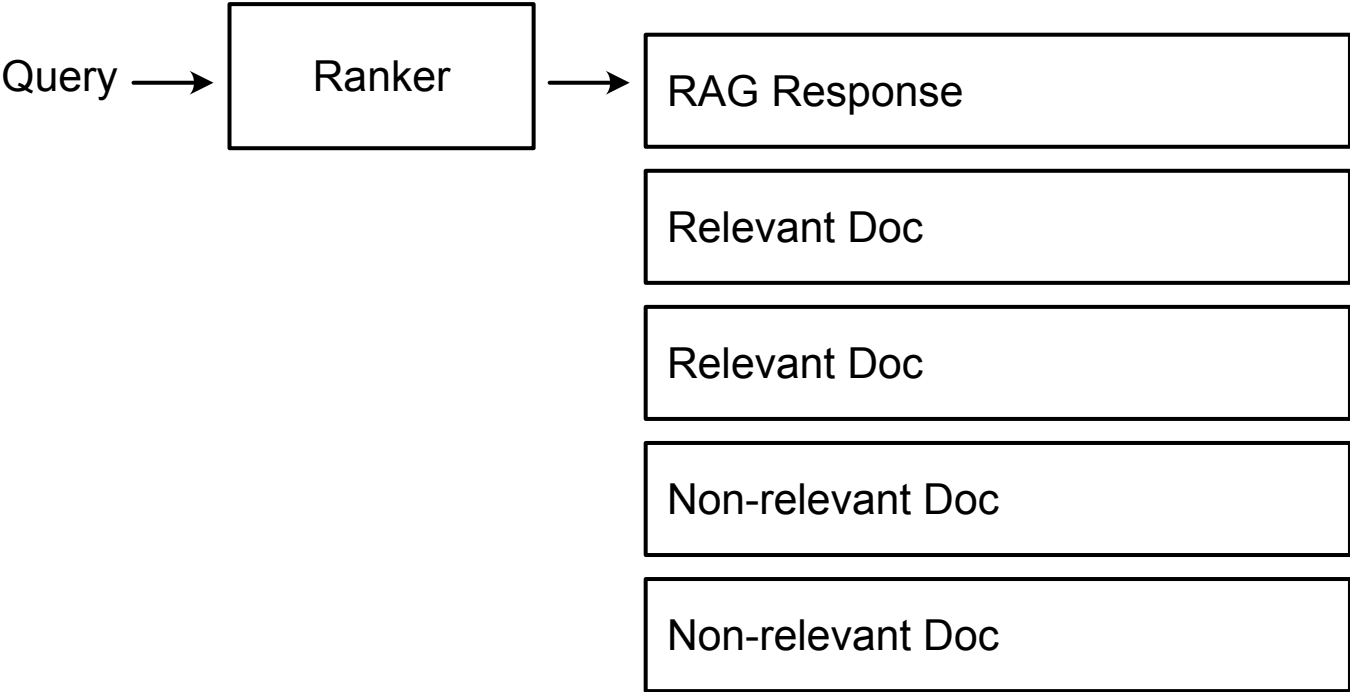 Query
Ranker
RAG Response
Relevant Doc
Relevant Doc
Non-relevant Doc
Non-relevant Doc